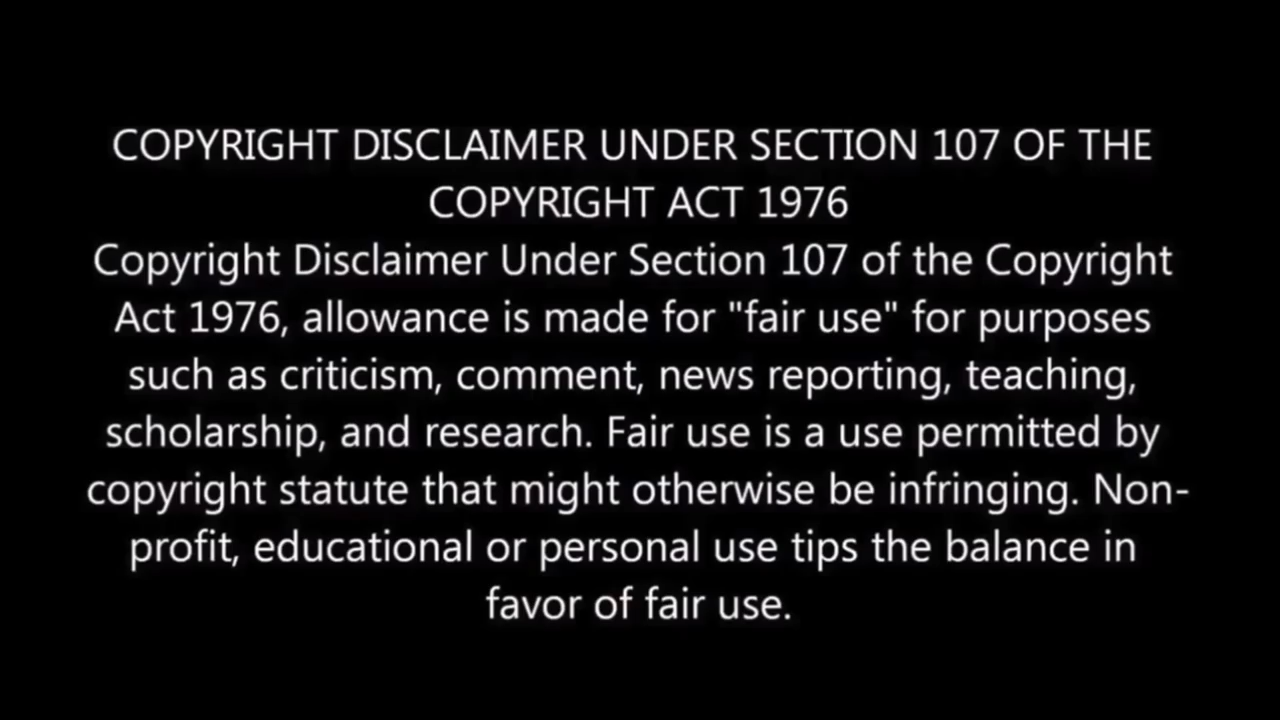 COPYRIGHT DISCLAIMER UNDER SECTION 107 OF THE
COPYRIGHT ACT 1976
Copyright Disclaimer Under Section 107 of the Copyright
Act 1976, allowance is made for "fair use" for purposes
such as criticism, comment, news reporting, teaching,
scholarship, and research. Fair use is a use permitted by
copyright statute that might otherwise be infringing. Non-
profit, educational or personal use tips the balance in
favor of fair use.